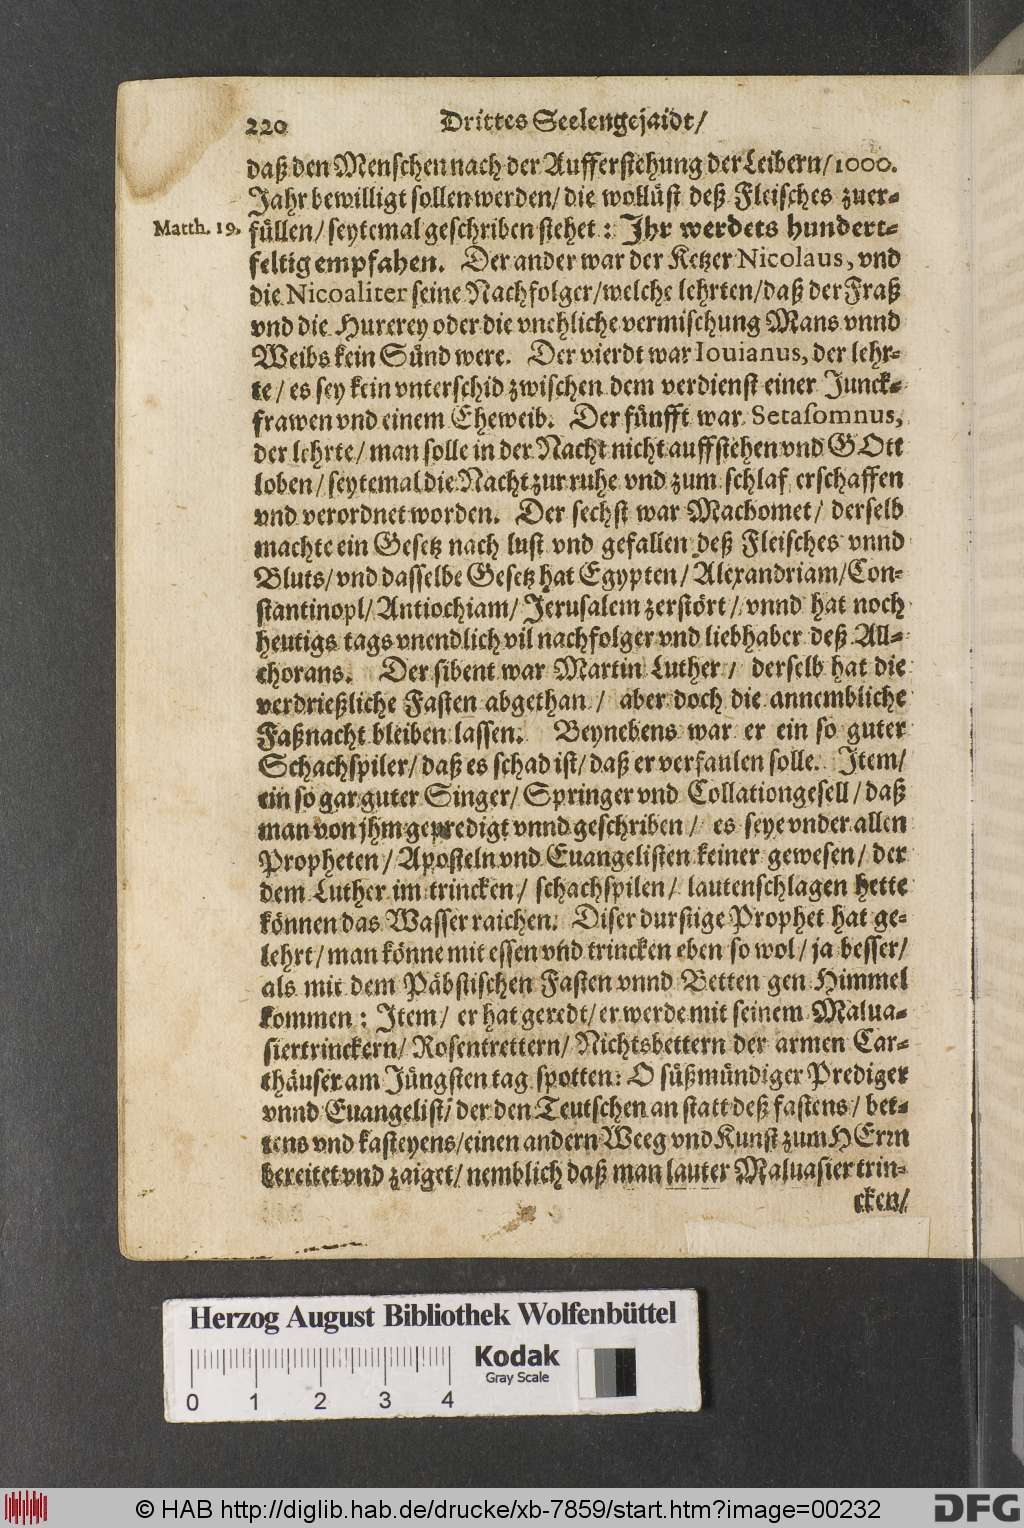 220 Drittes Seelengejaidt/
daß den Menschen nach der Aufferstehung der Leibern/1000.
Jahr bewilligt sollen werden/ die wollüst deß Fleisches zuer-
Matth. 19. füllen/ seytemal geschriben stehet: Jhr werdets hundert-
feltig empfahen. Der ander war der Ketzer Nicolaus, vnd
die Nicoaliter seine Nachfolger/welche lehrten/daß der Fraß
vnd die Hurerey oder die vnehliche vermischung Mans vnnd
Weibs kein Sünd were. Der vierdt war Iouianus, der lehr-
te/ es sey kein vnterschid zwischen dem verdienst einer Junck-
frawen vnd einem Eheweib. Der fünfft war Setasomnus,
der lehrte/ man solle in der Nacht nicht auffstehen vnd GOtt
loben/ seytemal die Nacht zur ruhe vnd zum schlaf erschaffen
vnd verordnet worden. Der sechst war Machomet/ derselb
machte ein Gesetz nach lust vnd gefallen deß Fleisches vnnd
Bluts/ vnd dasselbe Gesetz hat Egypten/ Alexandriam/Con-
stantinopl/ Antiochiam/ Jerusalem zerstört/ vnnd hat noch
heutigs tags vnendlich vil nachfolger vnd liebhaber deß All-
chorans. Der sibent war Martin Luther/ derselb hat die
verdrießliche Fasten abgethan/ aber doch die annembliche
Faßnacht bleiben lassen. Beynebens war er ein so guter
Schachspiler/ daß es schad ist/ daß er verfaulen solle. Item/
ein so gar guter Singer/ Springer vnd Collationgesell/ daß
man von jhm gepredigt vnnd geschriben/ es seye vnder allen
Propheten/ Aposteln vnd Euangelisten keiner gewesen/ der
dem Luther im trincken/ schachspilen/ lautenschlagen hette
können das Wasser raichen. Diser durstige Prophet hat ge-
lehrt/ man könne mit essen vnd trincken eben so wol/ ja besser/
als mit dem Päbstischen Fasten vnnd Betten gen Himmel
kommen: Jtem/ er hat geredt/ er werde mit seinem Malua-
siertrinckern/ Rosentrettern/ Nichtsbettern der armen Car-
thäuser am Jüngsten tag spotten: O süßmündiger Prediger
vnnd Euangelist/ der den Teutschen an statt deß fastens/ bet-
tens vnd kasteyens/einen andern Weeg vnd Kunst zum HErrn
bereitet vnd zaiget/ nemblich daß man lauter Maluasier trin-
cken/
Herzog August Bibliothek Wolfenbüttel
0 1 2 3 4
Kodak
Gray Scale
© HAB http://diglib.hab.de/drucke/xb-7859/start.htm?image=00232
DFG